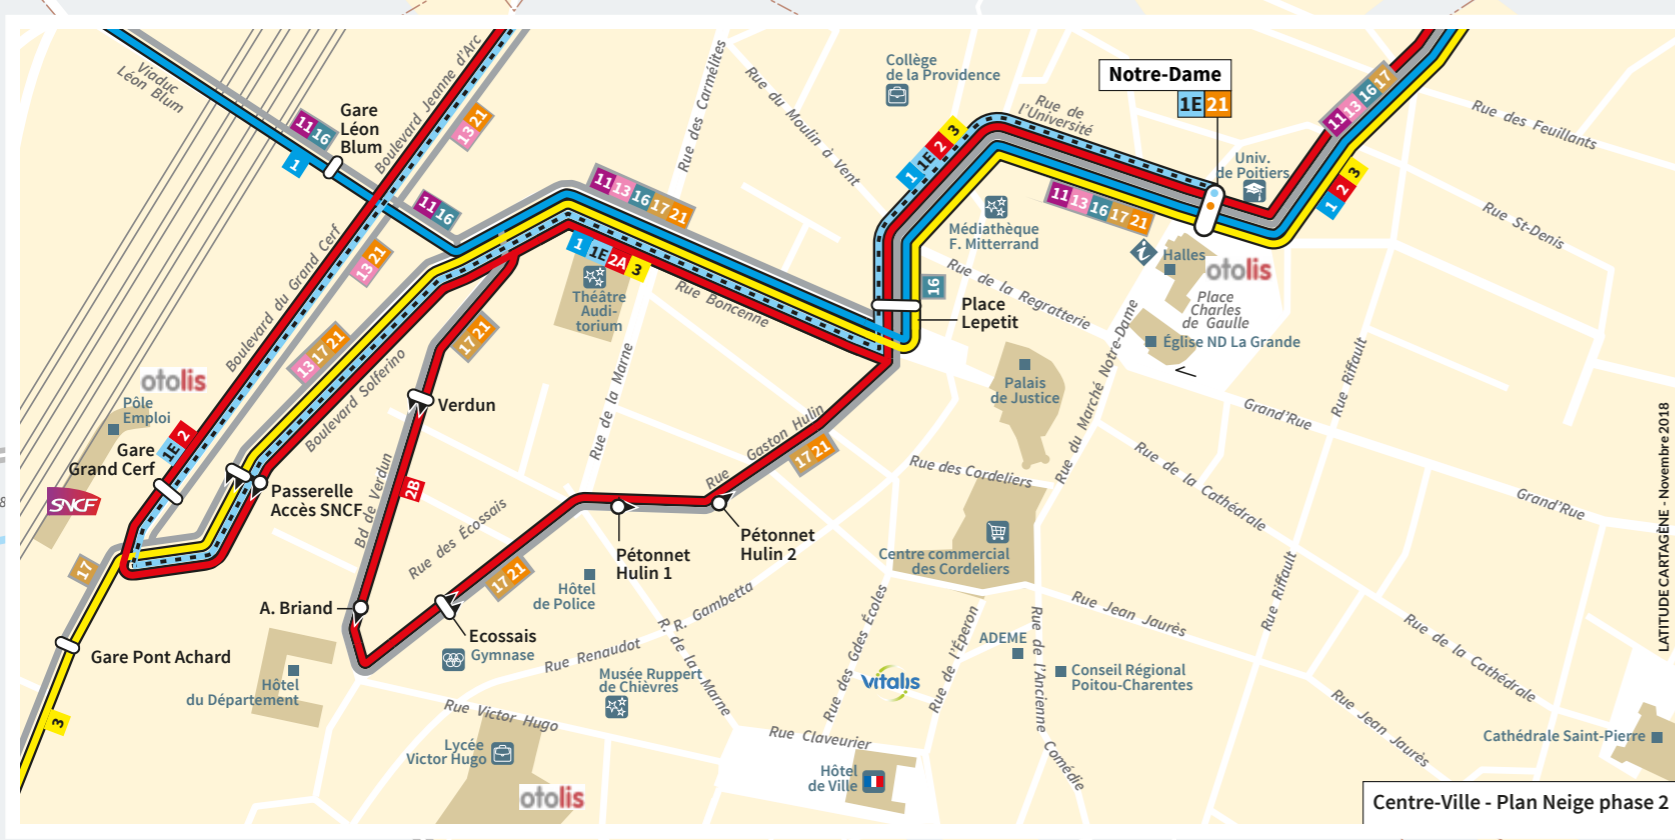 Viaduc
Léon Blum
Gare
Léon
Blum
11 16
1
Boulevard Jeanne d'Arc
13 21
11 16
Boulevard du Grand Cerf
13 21
Rue des Carmélites
Rue du Moulin à Vent
11 13 16 17 21
1 1E 2A 3
Théâtre
Audi-
torium
Rue Boncenne
Collège
de la Providence
1 1E 2 3
Rue de
l'Université
Notre-Dame
1E 21
Univ.
de Poitiers
11 13 16 17
1 2 3
Rue des Feuillants
Rue St-Denis
Médiathèque
F. Mitterrand
11 13 16 17 21
16
Place
Lepetit
Rue de la Regratterie
i
Halles
otolis
Place
Charles
de Gaulle
Église ND La Grande
Palais
de Justice
Rue du Marché Notre-Dame
Rue Riffault
Grand'Rue
Grand'Rue
13 17 21
Boulevard Solferino
17 21
otolis
Pôle
Emploi
1E 2
Gare
Grand Cerf
SNCF
Passerelle
Accès SNCF
Verdun
2B
Bd de Verdun
Rue de la Marne
Rue Gaston Hulin
17 21
Rue des Cordeliers
Rue de la Cathédrale
Rue des Écossais
17 21
Pétonnet
Hulin 1
Pétonnet
Hulin 2
Centre commercial
des Cordeliers
Hôtel
de Police
17
A. Briand
Ecossais
Gymnase
Gare Pont Achard
3
Hôtel
du Département
Rue Renaudot
R. Gambetta
R. de la Marne
Musée Ruppert
de Chièvres
Rue Victor Hugo
Lycée
Victor Hugo
otolis
Rue des Gdes Écoles
Rue de l'Éperon
vitalis
ADEME
Rue de l'Ancienne Comédie
Conseil Régional
Poitou-Charentes
Rue Jean Jaurès
Rue Riffault
Rue de la Cathédrale
Rue Jean Jaurès
Rue Claveurier
Hôtel
de Ville
Cathédrale Saint-Pierre
LATITUDE CARTAGÈNE - Novembre 2018
Centre-Ville - Plan Neige phase 2